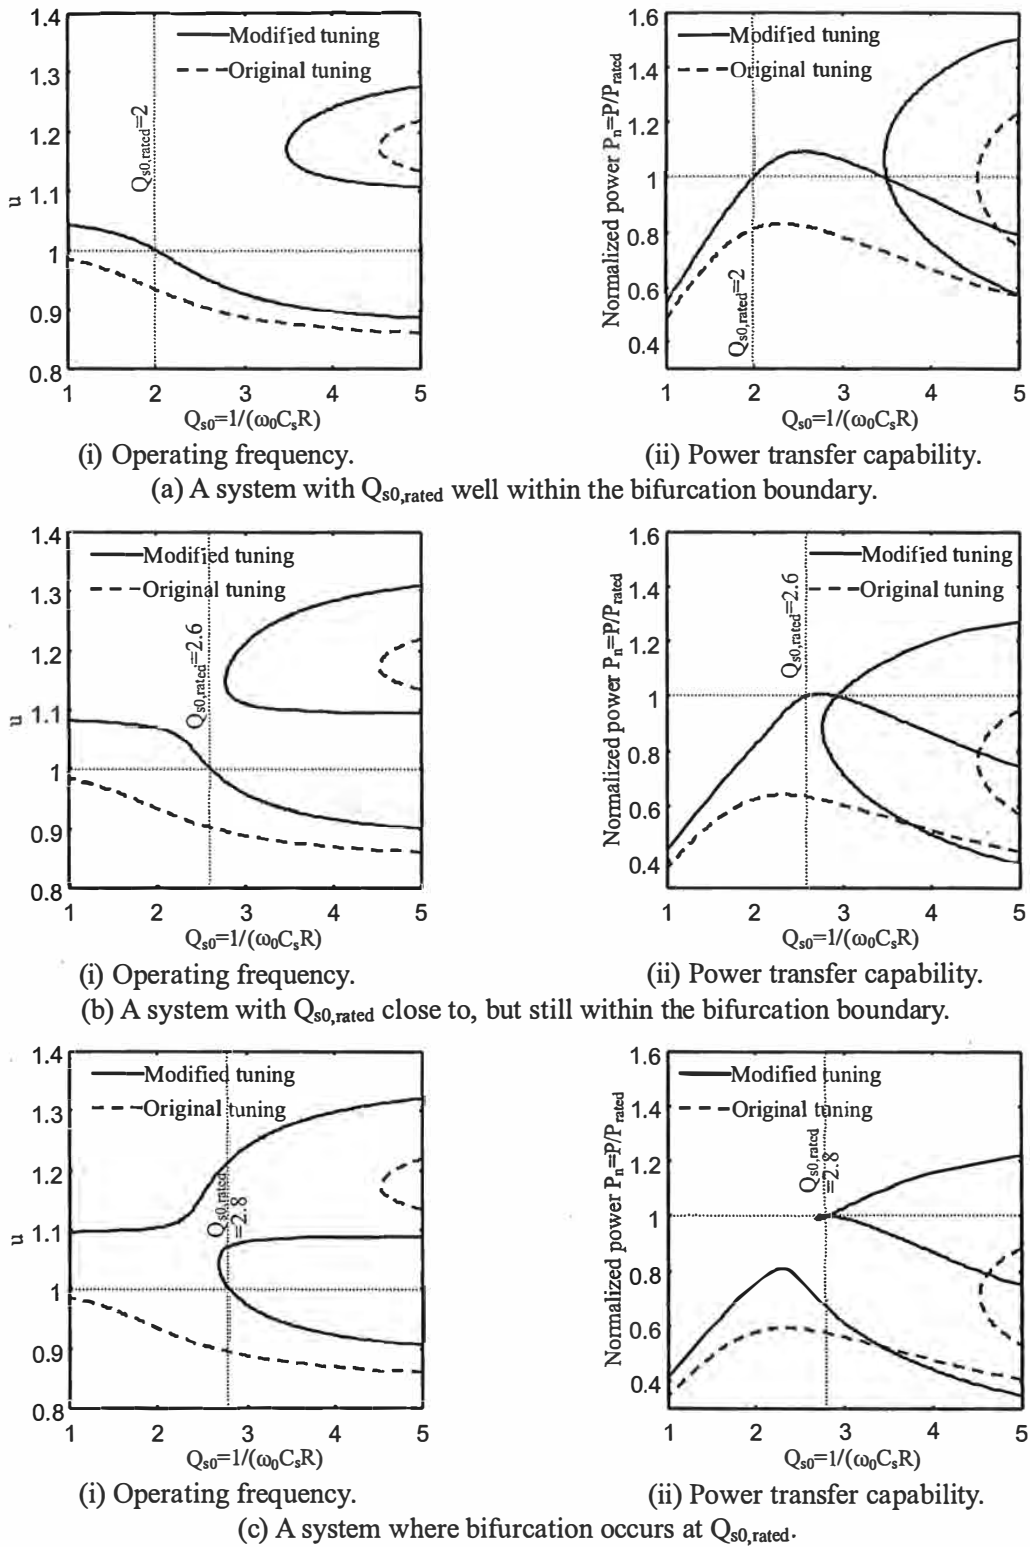 1.4
Modified tuning
Original tuning
1.3
Qs0,rated=2
1.2
1.1
u
1
0.9
0.8
1 2 3 4 5
Qs0=1/(ω0CsR)
(i) Operating frequency.
1.6
Modified tuning
Original tuning
1.4
1.2
Normalized power Pn=P/Prated
1
0.8
Qs0,rated=2
0.6
0.4
1 2 3 4 5
Qs0=1/(ω0CsR)
(ii) Power transfer capability.
(a) A system with Qs0,rated well within the bifurcation boundary.
1.4
Modified tuning
Original tuning
1.3
Qs0,rated=2.6
1.2
1.1
u
1
0.9
0.8
1 2 3 4 5
Qs0=1/(ω0CsR)
(i) Operating frequency.
1.6
Modified tuning
Original tuning
1.4
Qs0,rated=2.6
1.2
Normalized power Pn=P/Prated
1
0.8
0.6
0.4
1 2 3 4 5
Qs0=1/(ω0CsR)
(ii) Power transfer capability.
(b) A system with Qs0,rated close to, but still within the bifurcation boundary.
1.4
Modified tuning
Original tuning
1.3
1.2
Qs0,rated
=2.8
1.1
u
1
0.9
0.8
1 2 3 4 5
Qs0=1/(ω0CsR)
(i) Operating frequency.
1.6
Modified tuning
Original tuning
1.4
Qs0,rated
=2.8
1.2
Normalized power Pn=P/Prated
1
0.8
0.6
0.4
1 2 3 4 5
Qs0=1/(ω0CsR)
(ii) Power transfer capability.
(c) A system where bifurcation occurs at Qs0,rated.